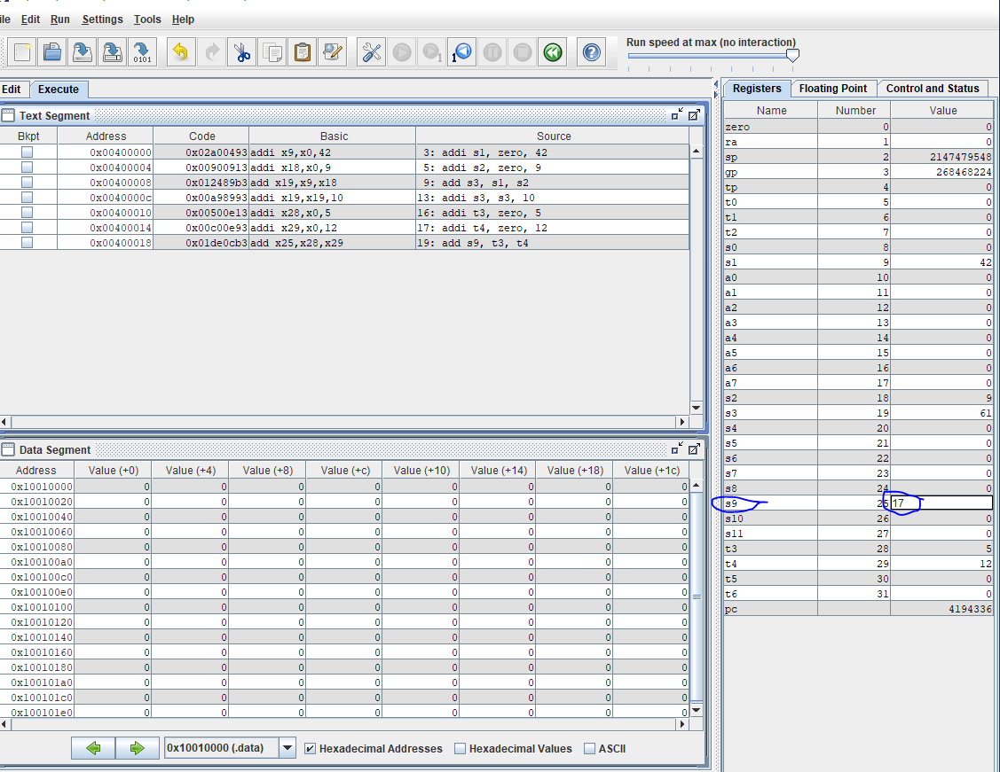 ile Edit Run Settings Tools Help
Run speed at max (no interaction)
0101
1
1
Edit Execute
Text Segment
Bkpt Address Code Basic Source
0x00400000 0x02a00493 addi x9,x0,42 3: addi s1, zero, 42
0x00400004 0x00900913 addi x18,x0,9 5: addi s2, zero, 9
0x00400008 0x012489b3 add x19,x9,x18 9: add s3, s1, s2
0x0040000c 0x00a98993 addi x19,x19,10 13: addi s3, s3, 10
0x00400010 0x00500e13 addi x28,x0,5 16: addi t3, zero, 5
0x00400014 0x00c00e93 addi x29,x0,12 17: addi t4, zero, 12
0x00400018 0x01de0cb3 add x25,x28,x29 19: add s9, t3, t4
Data Segment
Address Value (+0) Value (+4) Value (+8) Value (+c) Value (+10) Value (+14) Value (+18) Value (+1c)
0x10010000 0 0 0 0 0 0 0 0
0x10010020 0 0 0 0 0 0 0 0
0x10010040 0 0 0 0 0 0 0 0
0x10010060 0 0 0 0 0 0 0 0
0x10010080 0 0 0 0 0 0 0 0
0x100100a0 0 0 0 0 0 0 0 0
0x100100c0 0 0 0 0 0 0 0 0
0x100100e0 0 0 0 0 0 0 0 0
0x10010100 0 0 0 0 0 0 0 0
0x10010120 0 0 0 0 0 0 0 0
0x10010140 0 0 0 0 0 0 0 0
0x10010160 0 0 0 0 0 0 0 0
0x10010180 0 0 0 0 0 0 0 0
0x100101a0 0 0 0 0 0 0 0 0
0x100101c0 0 0 0 0 0 0 0 0
0x100101e0 0 0 0 0 0 0 0 0
0x10010000 (.data) Hexadecimal Addresses Hexadecimal Values ASCII
Registers Floating Point Control and Status
Name Number Value
zero 0 0
ra 1 0
sp 2 2147479548
gp 3 268468224
tp 4 0
t0 5 0
t1 6 0
t2 7 0
s0 8 0
s1 9 42
a0 10 0
a1 11 0
a2 12 0
a3 13 0
a4 14 0
a5 15 0
a6 16 0
a7 17 0
s2 18 9
s3 19 61
s4 20 0
s5 21 0
s6 22 0
s7 23 0
s8 24 0
s9 25 17
s10 26 0
s11 27 0
t3 28 5
t4 29 12
t5 30 0
t6 31 0
pc 4194336